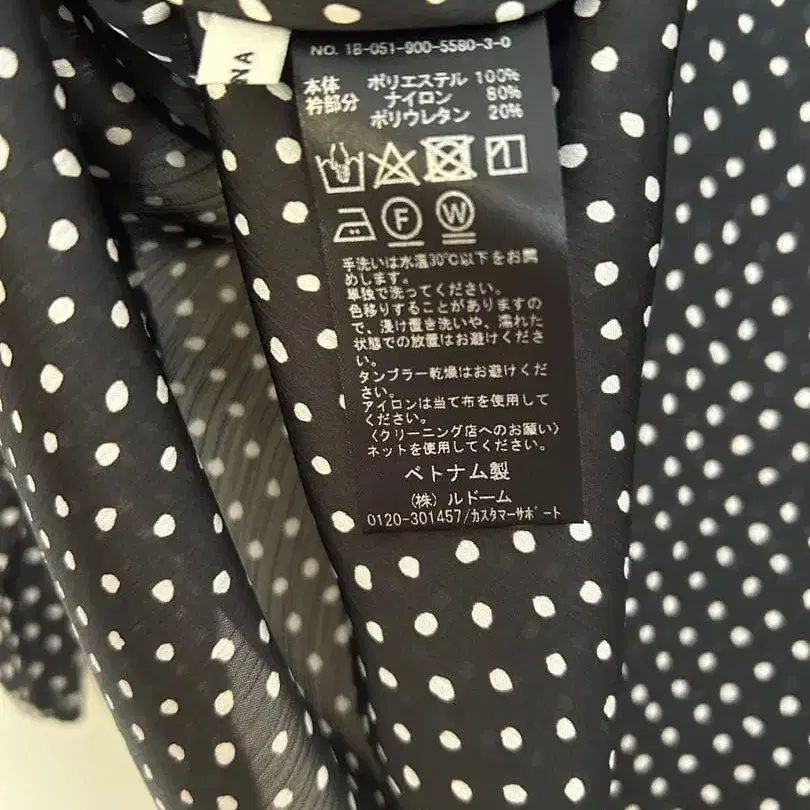 NA
NO. 18-051-900-5580-3-0
本体 ポリエステル 100%
衿部分 ナイロン 80%
ポリウレタン 20%
F W
手洗いは水温30℃以下をお薦
めします。
単独で洗ってください。
色移りすることがありますの
で、浸け置き洗いや、濡れた
状態での放置はお避けくださ
い。
タンブラー乾燥はお避けくだ
さい。
アイロンは当て布を使用して
ください。
〈クリーニング店へのお願い〉
ネットを使用してください。
ベトナム製
(株) ルドーム
0120-301457/カスタマーサポート